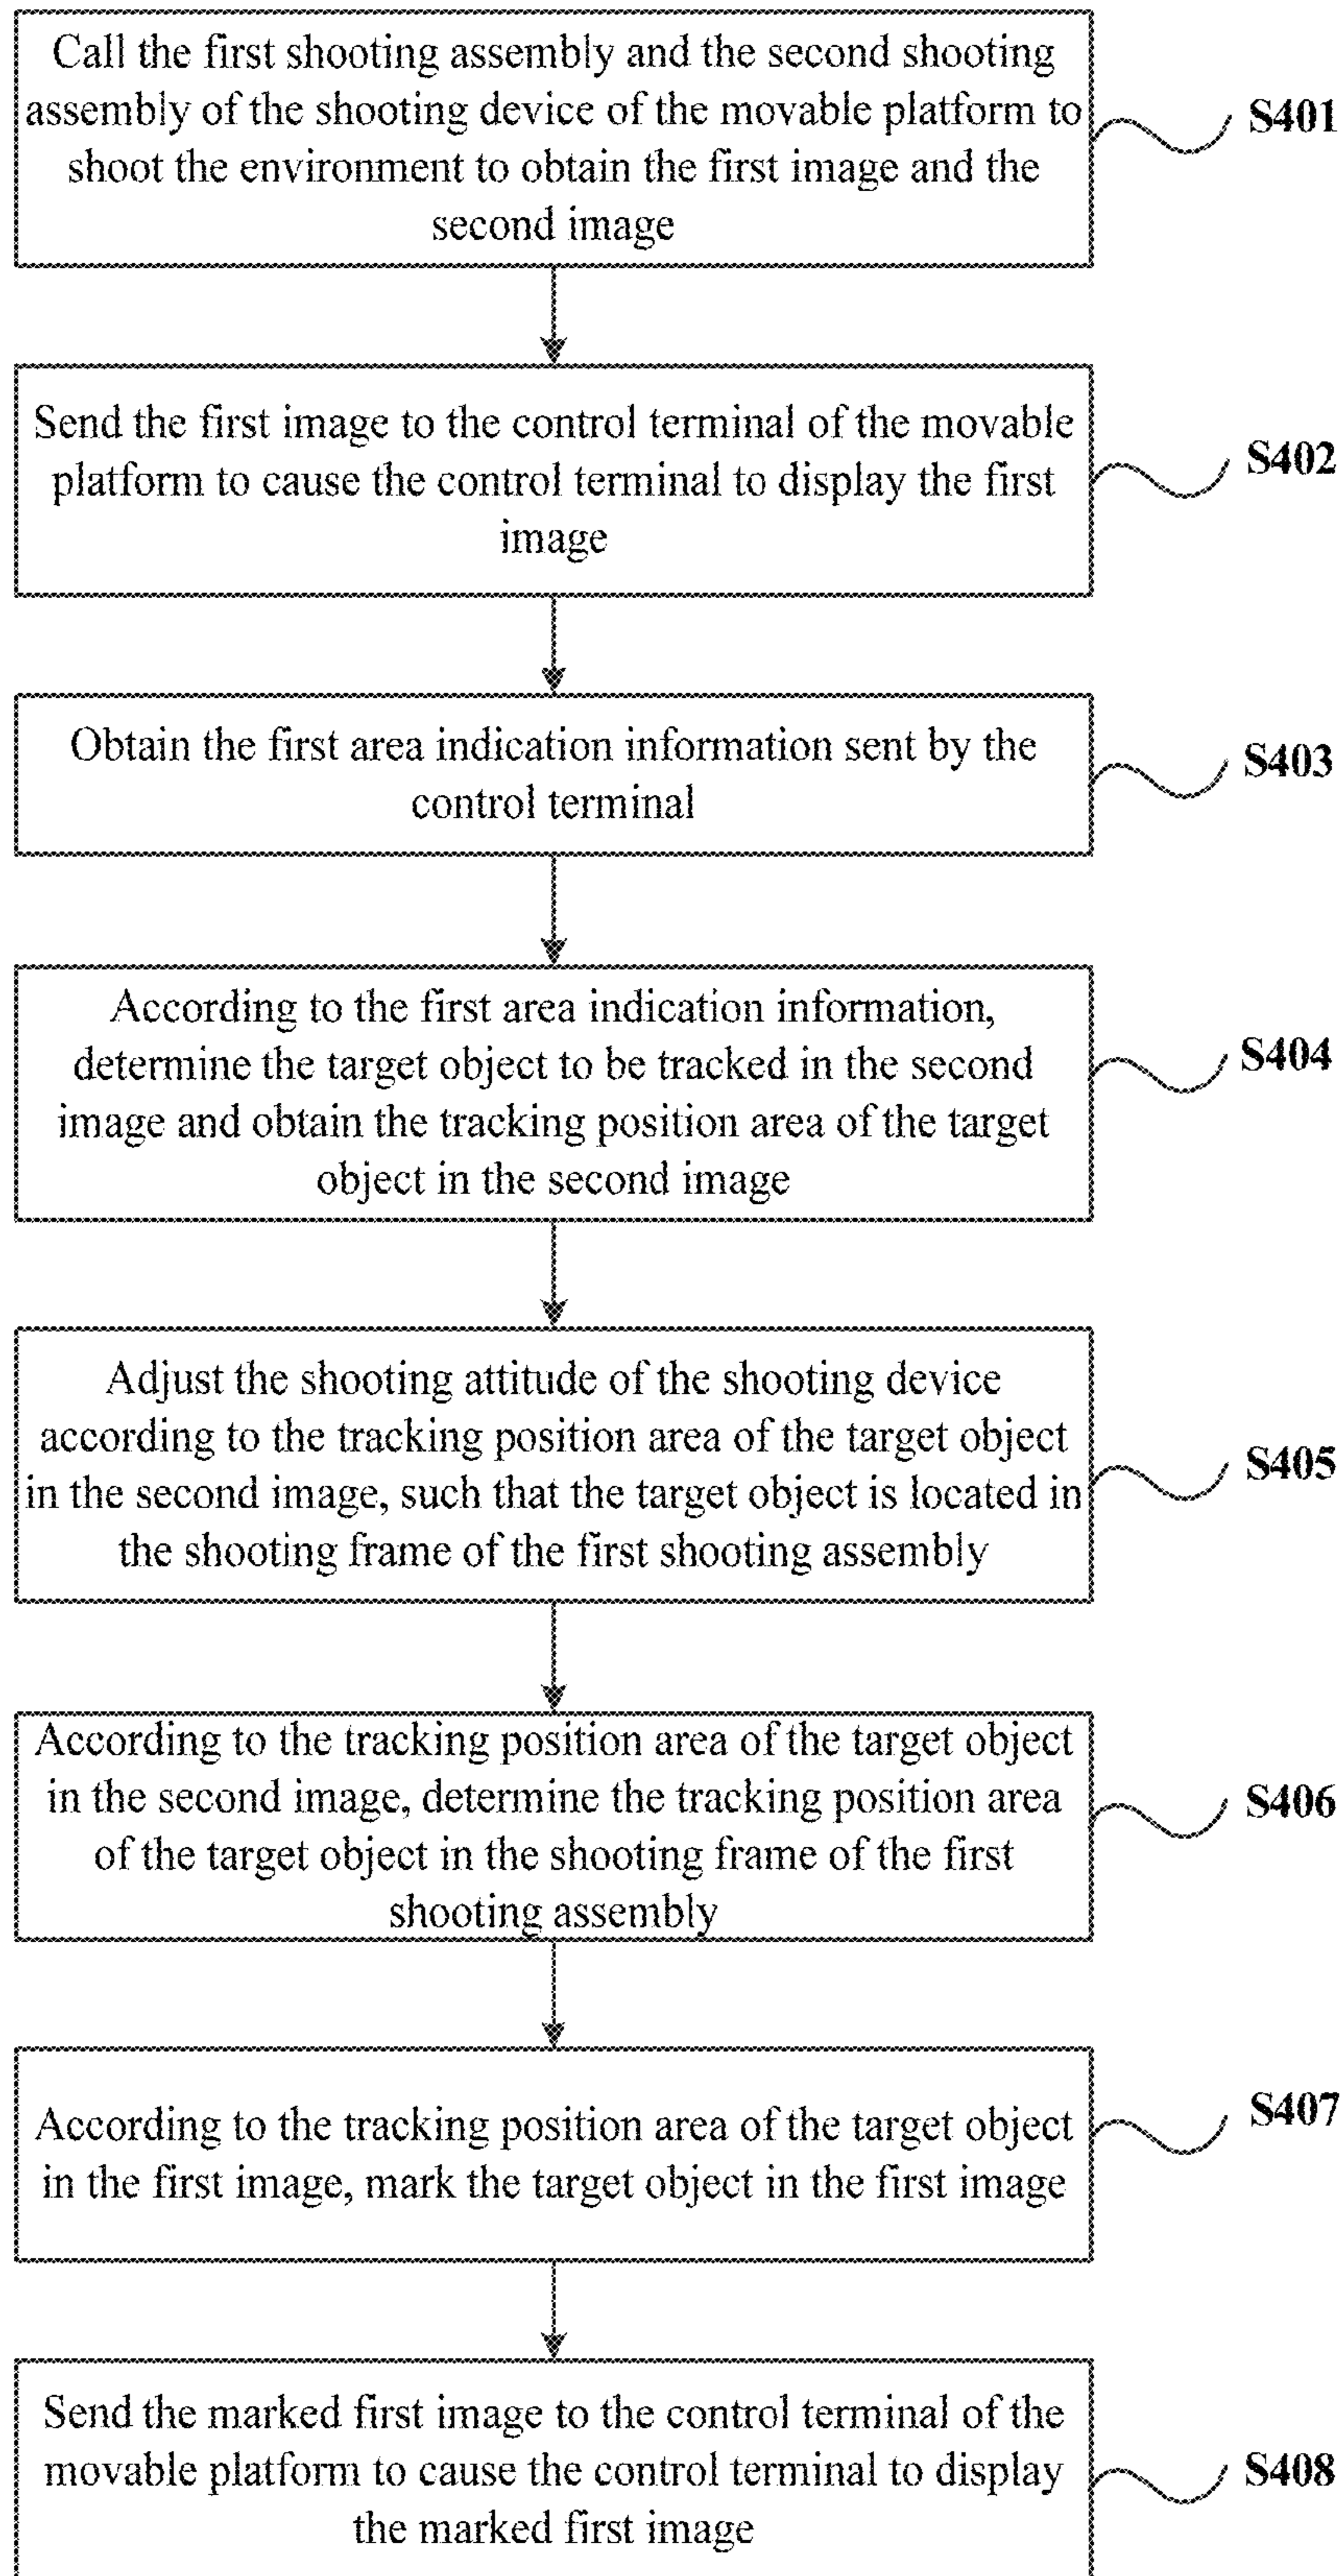 Call the first shooting assembly and the second shooting
assembly of the shooting device of the movable platform to
shoot the environment to obtain the first image and the
second image
S401
Send the first image to the control terminal of the movable
platform to cause the control terminal to display the first
image
S402
Obtain the first area indication information sent by the
control terminal
S403
According to the first area indication information,
determine the target object to be tracked in the second
image and obtain the tracking position area of the target
object in the second image
S404
Adjust the shooting attitude of the shooting device
according to the tracking position area of the target object
in the second image, such that the target object is located in
the shooting frame of the first shooting assembly
S405
According to the tracking position area of the target object
in the second image, determine the tracking position area
of the target object in the shooting frame of the first
shooting assembly
S406
According to the tracking position area of the target object
in the first image, mark the target object in the first image
S407
Send the marked first image to the control terminal of the
movable platform to cause the control terminal to display
the marked first image
S408